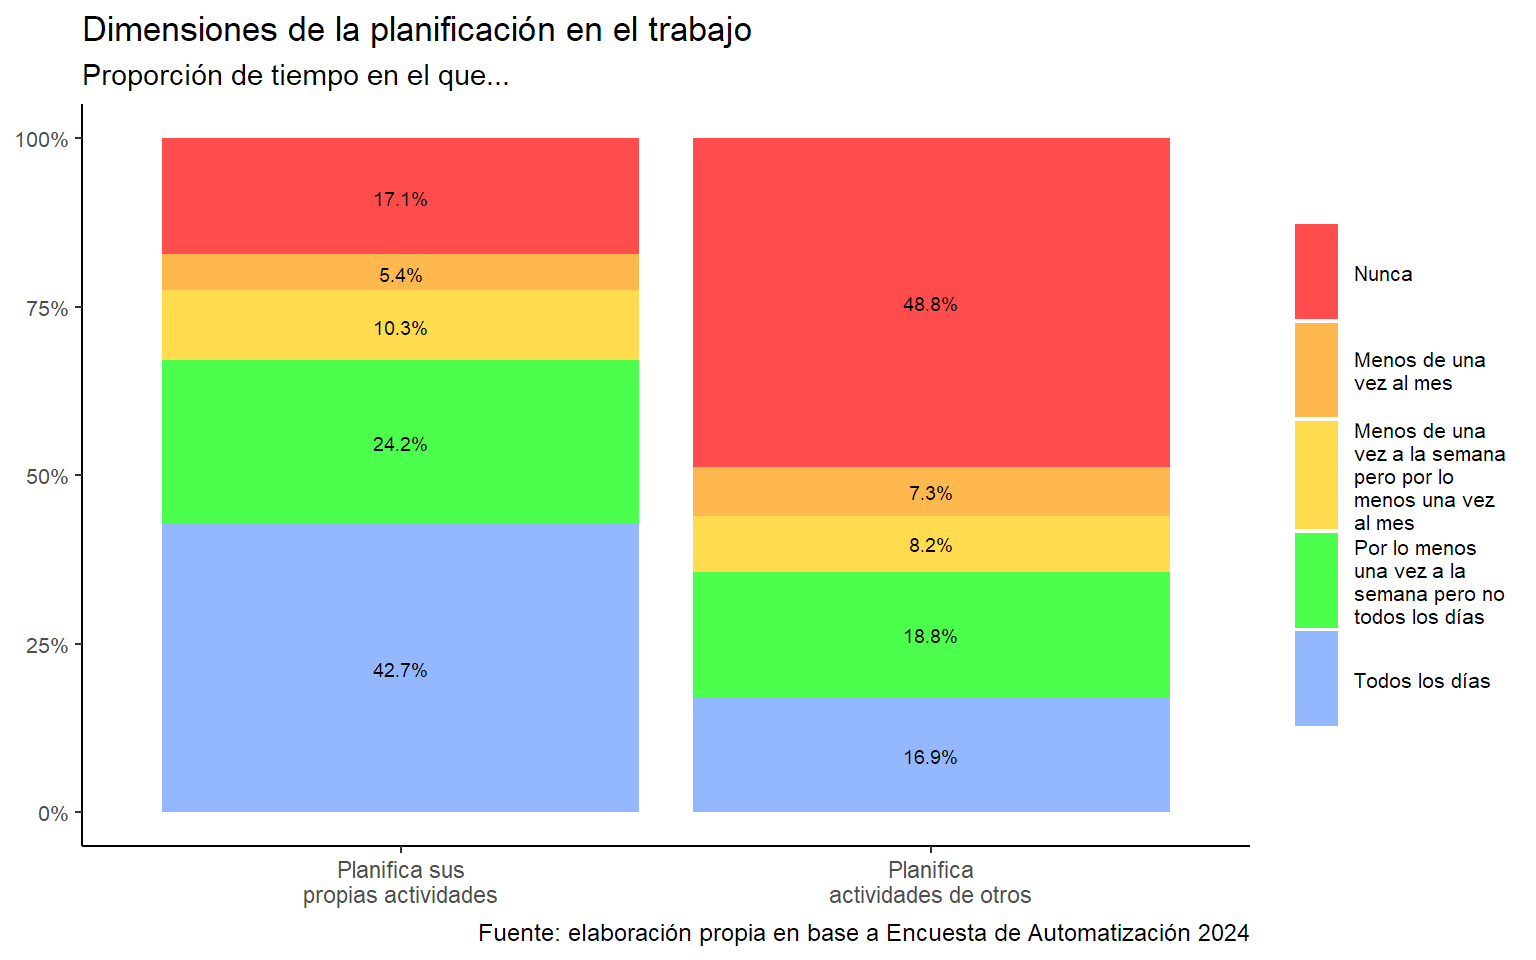 Dimensiones de la planificación en el trabajo
Proporción de tiempo en el que...
100%
75%
50%
25%
0%
17.1%
5.4%
10.3%
24.2%
42.7%
48.8%
7.3%
8.2%
18.8%
16.9%
Planifica sus
propias actividades
Planifica
actividades de otros
Nunca
Menos de una
vez al mes
Menos de una
vez a la semana
pero por lo
menos una vez
al mes
Por lo menos
una vez a la
semana pero no
todos los días
Todos los días
Fuente: elaboración propia en base a Encuesta de Automatización 2024